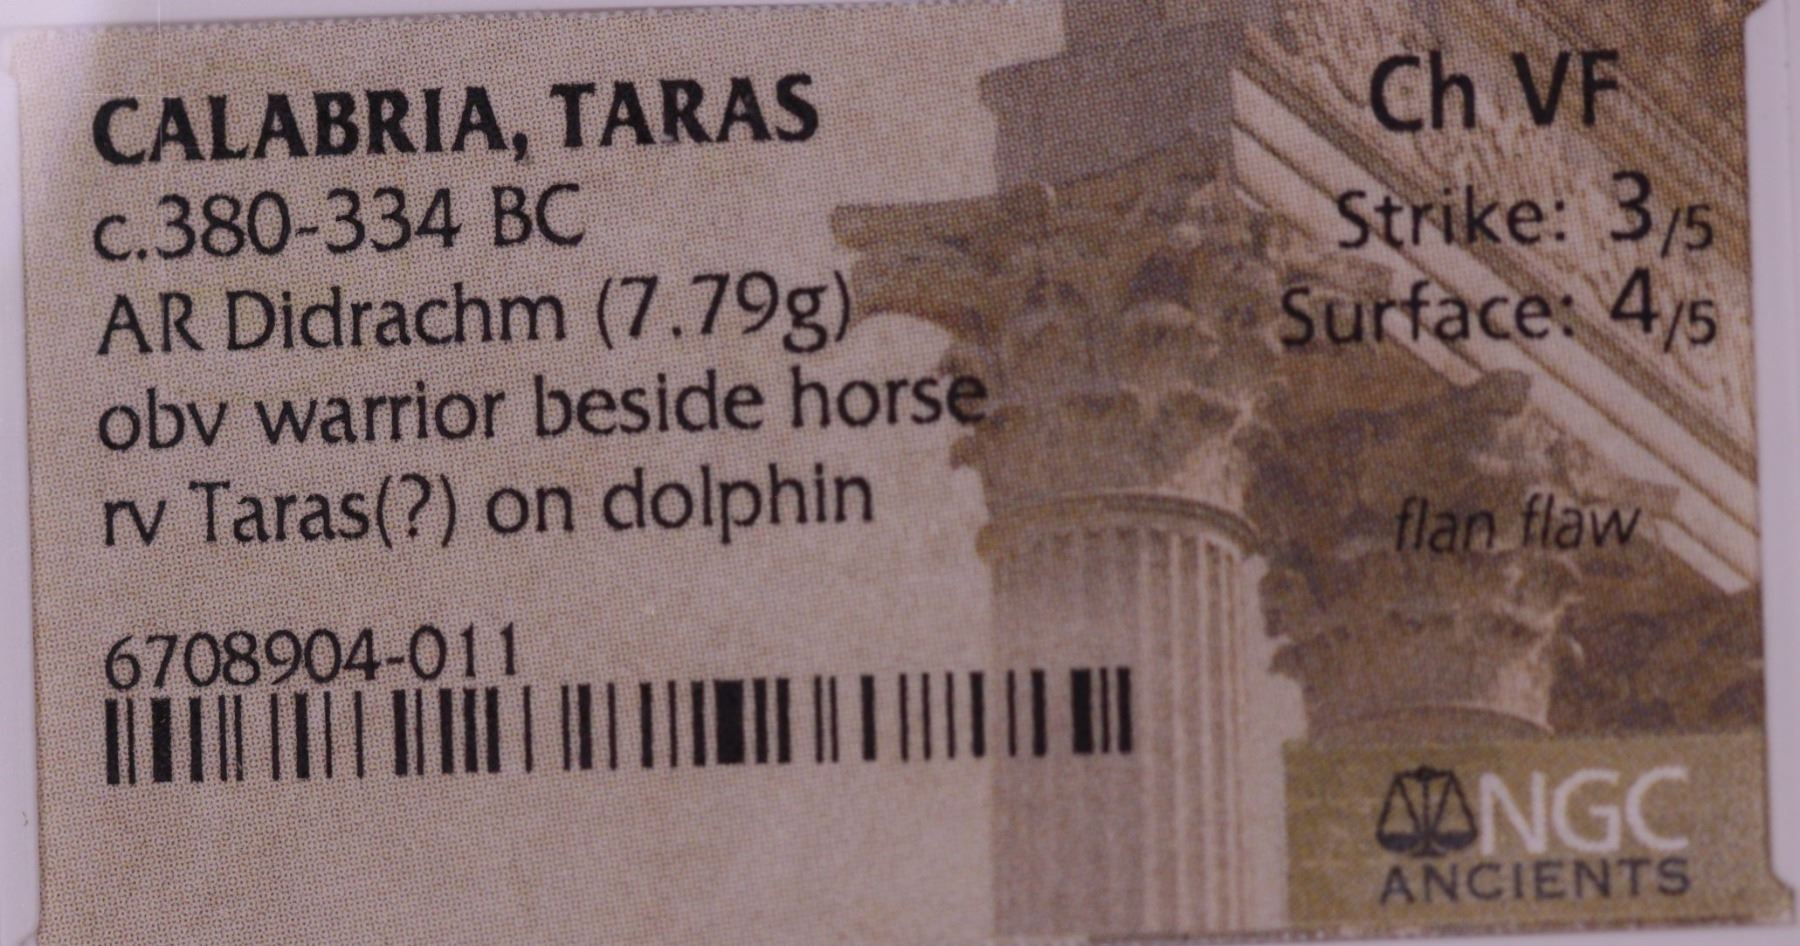 CALABRIA, TARAS
c.380-334 BC
AR Didrachm (7.79g)
obv warrior beside horse
rv Taras(?) on dolphin
6708904-011
Ch VF
Strike: 3/5
Surface: 4/5
flan flaw
NGC
ANCIENTS